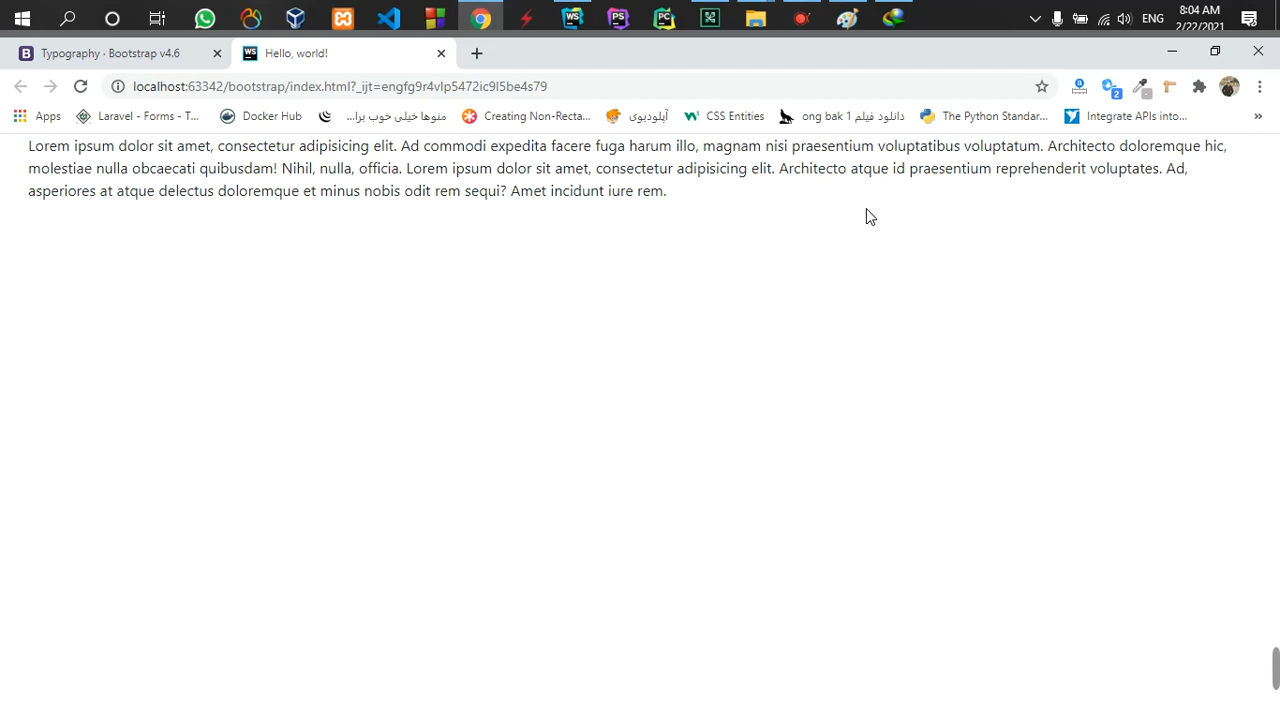 ENG
8:04 AM
2/22/2021
WS
PS
PC
Typography · Bootstrap v4.6
Hello, world!
localhost:63342/bootstrap/index.html?_ijt=engfg9r4vlp5472ic9l5be4s79
2
Apps
Laravel - Forms - T...
Docker Hub
منوها خیلی خوب برا...
Creating Non-Recta...
آپلودبوی
CSS Entities
دانلود فیلم ong bak 1
The Python Standar...
Integrate APIs into...
Lorem ipsum dolor sit amet, consectetur adipisicing elit. Ad commodi expedita facere fuga harum illo, magnam nisi praesentium voluptatibus voluptatum. Architecto doloremque hic,
molestiae nulla obcaecati quibusdam! Nihil, nulla, officia. Lorem ipsum dolor sit amet, consectetur adipisicing elit. Architecto atque id praesentium reprehenderit voluptates. Ad,
asperiores at atque delectus doloremque et minus nobis odit rem sequi? Amet incidunt iure rem.